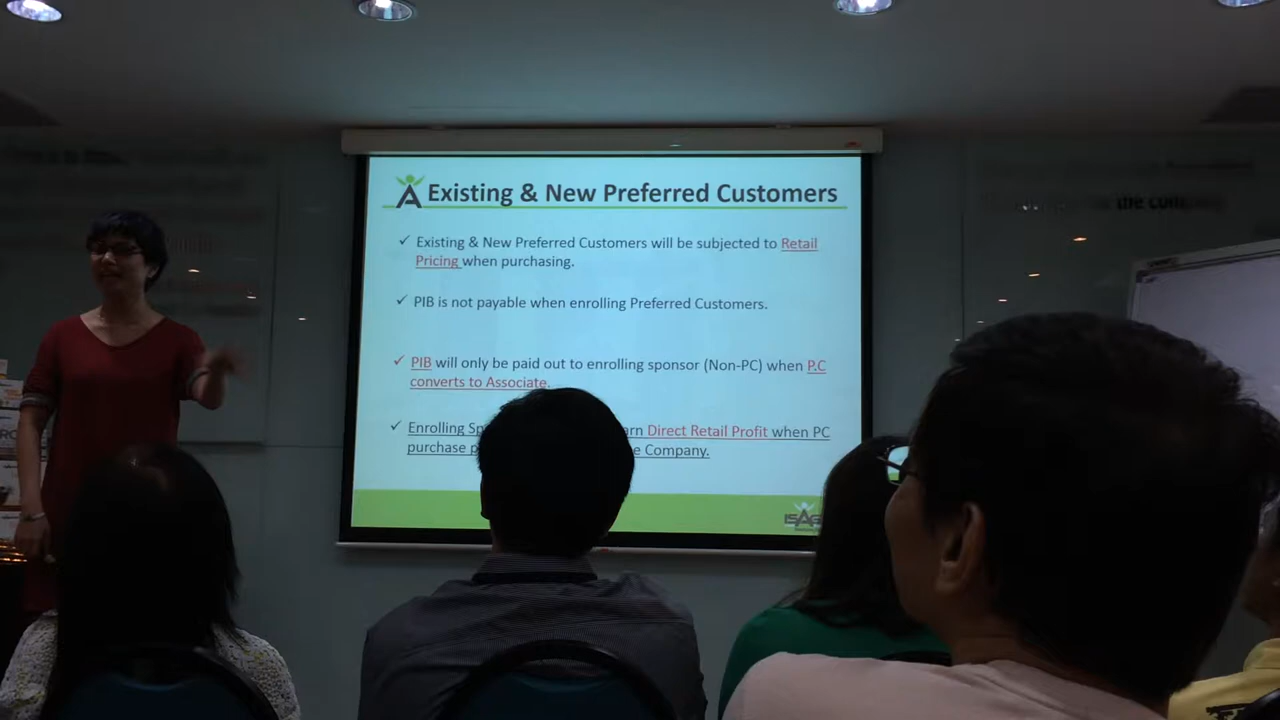 Existing & New Preferred Customers
✓ Existing & New Preferred Customers will be subjected to Retail
Pricing when purchasing.
✓ PIB is not payable when enrolling Preferred Customers.
✓ PIB will only be paid out to enrolling sponsor (Non-PC) when P.C
converts to Associate.
✓ Enrolling Direct Retail Profit when PC
purchase Company.
the company